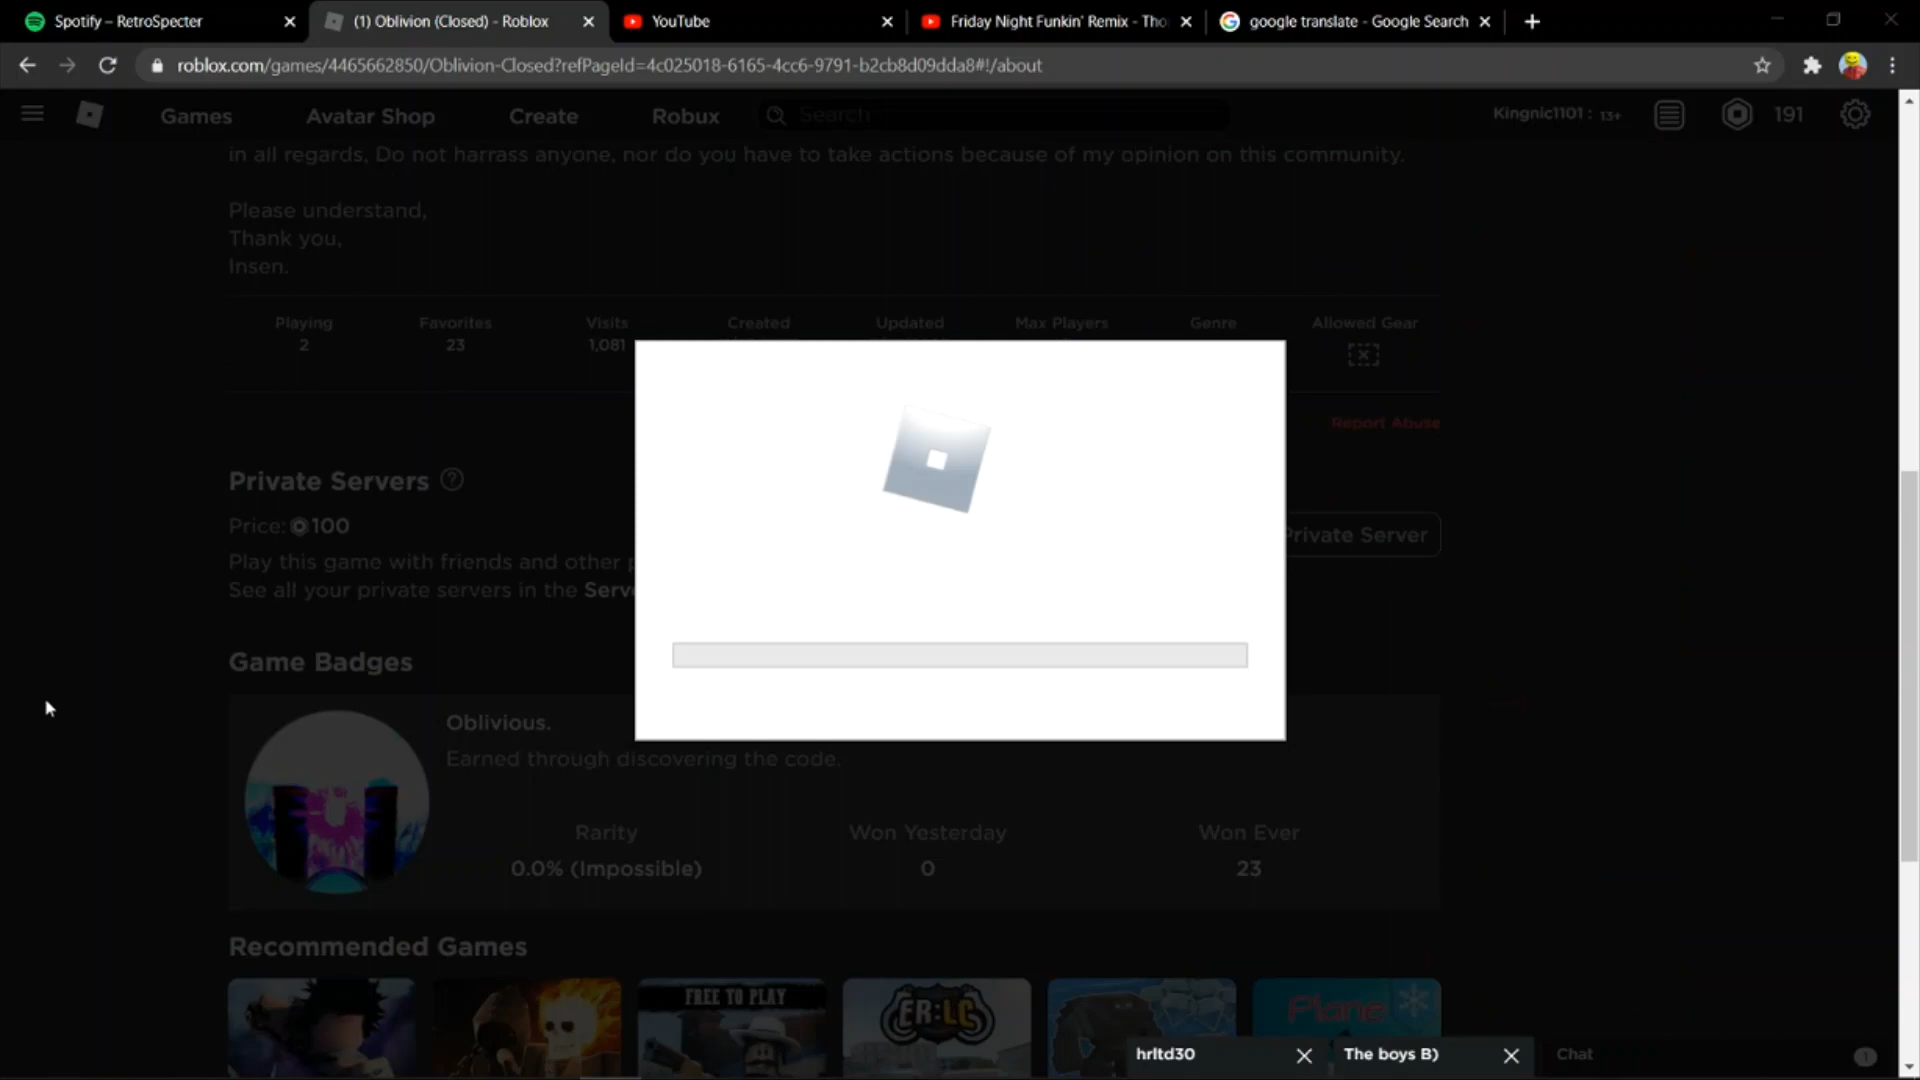 Spotify – RetroSpecter
(1) Oblivion (Closed) - Roblox
YouTube
Friday Night Funkin' Remix - Tho
google translate - Google Search
roblox.com/games/4465662850/Oblivion-Closed?refPageId=4c025018-6165-4cc6-9791-b2cb8d09dda8#!/about
Games
Avatar Shop
Create
Robux
Search
Kingnic1101 : 13+
191
in all regards, Do not harrass anyone, nor do you have to take actions because of my opinion on this community.
Please understand,
Thank you,
Insen.
Playing
Favorites
Visits
Created
Updated
Max Players
Genre
Allowed Gear
2
23
1,081
Report Abuse
Private Servers
Price: 100
Private Server
Play this game with friends and other p
See all your private servers in the Serve
Game Badges
Oblivious.
Earned through discovering the code.
Rarity
Won Yesterday
Won Ever
0.0% (Impossible)
0
23
Recommended Games
FREE TO PLAY
ER:LC
Plane
hrltd30
The boys B)
Chat
1